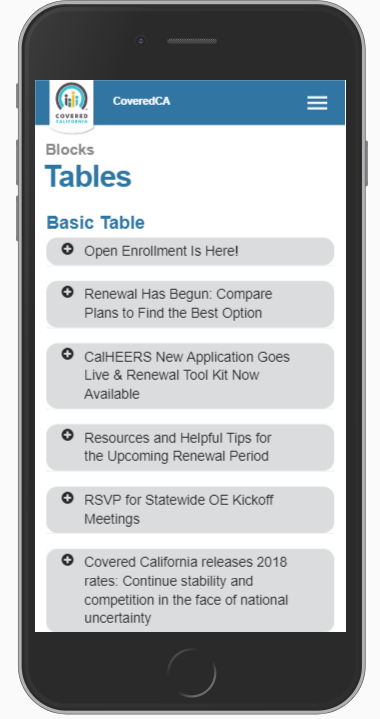 CoveredCA
COVERED
CALIFORNIA
Blocks
Tables
Basic Table
Open Enrollment Is Here!
Renewal Has Begun: Compare
Plans to Find the Best Option
CalHEERS New Application Goes
Live & Renewal Tool Kit Now
Available
Resources and Helpful Tips for
the Upcoming Renewal Period
RSVP for Statewide OE Kickoff
Meetings
Covered California releases 2018
rates: Continue stability and
competition in the face of national
uncertainty